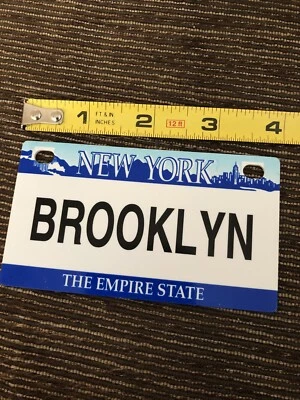 1 FT & IN. INCHES 2 12 ft 3 4
NEW YORK
BROOKLYN
THE EMPIRE STATE